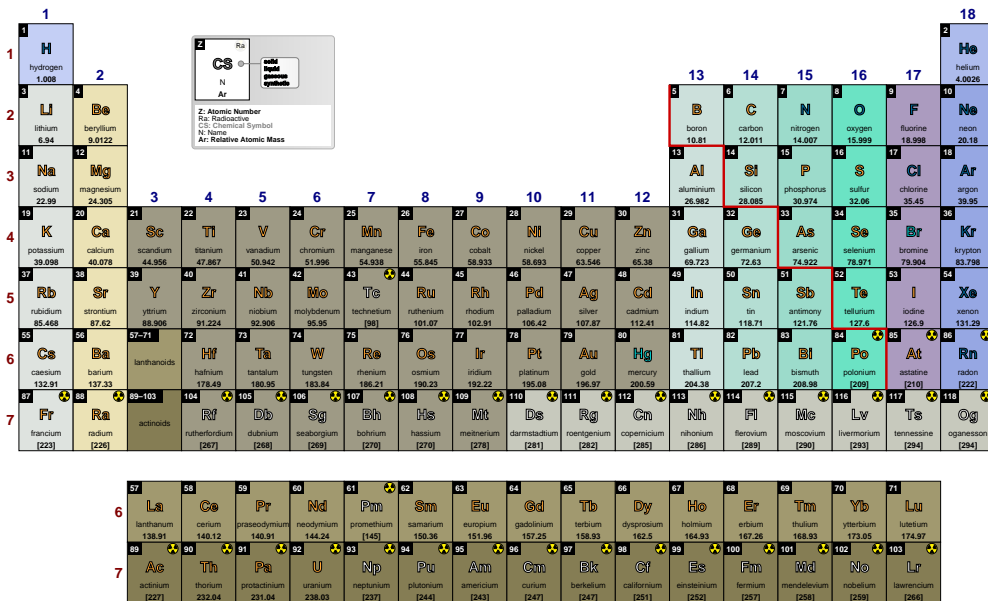 1 18
1 2
H He
hydrogen helium
1.008 4.0026
1
Z Ra
CS
N
Ar
solid
liquid
gaseous
synthetic
Z: Atomic Number
Ra: Radioactive
CS: Chemical Symbol
N: Name
Ar: Relative Atomic Mass
2 13 14 15 16 17
3 4 5 6 7 8 9 10
Li Be B C N O F Ne
lithium beryllium boron carbon nitrogen oxygen fluorine neon
6.94 9.0122 10.81 12.011 14.007 15.999 18.998 20.18
2
11 12 13 14 15 16 17 18
Na Mg Al Si P S Cl Ar
sodium magnesium aluminium silicon phosphorus sulfur chlorine argon
22.99 24.305 26.982 28.085 30.974 32.06 35.45 39.95
3
3 4 5 6 7 8 9 10 11 12
19 20 21 22 23 24 25 26 27 28 29 30 31 32 33 34 35 36
K Ca Sc Ti V Cr Mn Fe Co Ni Cu Zn Ga Ge As Se Br Kr
potassium calcium scandium titanium vanadium chromium manganese iron cobalt nickel copper zinc gallium germanium arsenic selenium bromine krypton
39.098 40.078 44.956 47.867 50.942 51.996 54.938 55.845 58.933 58.693 63.546 65.38 69.723 72.63 74.922 78.971 79.904 83.798
4
37 38 39 40 41 42 43 44 45 46 47 48 49 50 51 52 53 54
Rb Sr Y Zr Nb Mo Tc Ru Rh Pd Ag Cd In Sn Sb Te I Xe
rubidium strontium yttrium zirconium niobium molybdenum technetium ruthenium rhodium palladium silver cadmium indium tin antimony tellurium iodine xenon
85.468 87.62 88.906 91.224 92.906 95.95 [98] 101.07 102.91 106.42 107.87 112.41 114.82 118.71 121.76 127.6 126.9 131.29
5
55 56 57–71 72 73 74 75 76 77 78 79 80 81 82 83 84 85 86
Cs Ba lanthanoids Hf Ta W Re Os Ir Pt Au Hg Tl Pb Bi Po At Rn
caesium barium hafnium tantalum tungsten rhenium osmium iridium platinum gold mercury thallium lead bismuth polonium astatine radon
132.91 137.33 178.49 180.95 183.84 186.21 190.23 192.22 195.08 196.97 200.59 204.38 207.2 208.98 [209] [210] [222]
6
87 88 89–103 104 105 106 107 108 109 110 111 112 113 114 115 116 117 118
Fr Ra actinoids Rf Db Sg Bh Hs Mt Ds Rg Cn Nh Fl Mc Lv Ts Og
francium radium rutherfordium dubnium seaborgium bohrium hassium meitnerium darmstadtium roentgenium copernicium nihonium flerovium moscovium livermorium tennessine oganesson
[223] [226] [267] [268] [269] [270] [270] [278] [281] [282] [285] [286] [289] [290] [293] [294] [294]
7
57 58 59 60 61 62 63 64 65 66 67 68 69 70 71
La Ce Pr Nd Pm Sm Eu Gd Tb Dy Ho Er Tm Yb Lu
lanthanum cerium praseodymium neodymium promethium samarium europium gadolinium terbium dysprosium holmium erbium thulium ytterbium lutetium
138.91 140.12 140.91 144.24 [145] 150.36 151.96 157.25 158.93 162.5 164.93 167.26 168.93 173.05 174.97
6
89 90 91 92 93 94 95 96 97 98 99 100 101 102 103
Ac Th Pa U Np Pu Am Cm Bk Cf Es Fm Md No Lr
actinium thorium protactinium uranium neptunium plutonium americium curium berkelium californium einsteinium fermium mendelevium nobelium lawrencium
[227] 232.04 231.04 238.03 [237] [244] [243] [247] [247] [251] [252] [257] [258] [259] [266]
7